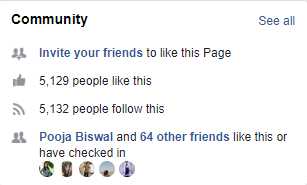 Community See all
Invite your friends to like this Page
5,129 people like this
5,132 people follow this
Pooja Biswal and 64 other friends like this or
have checked in